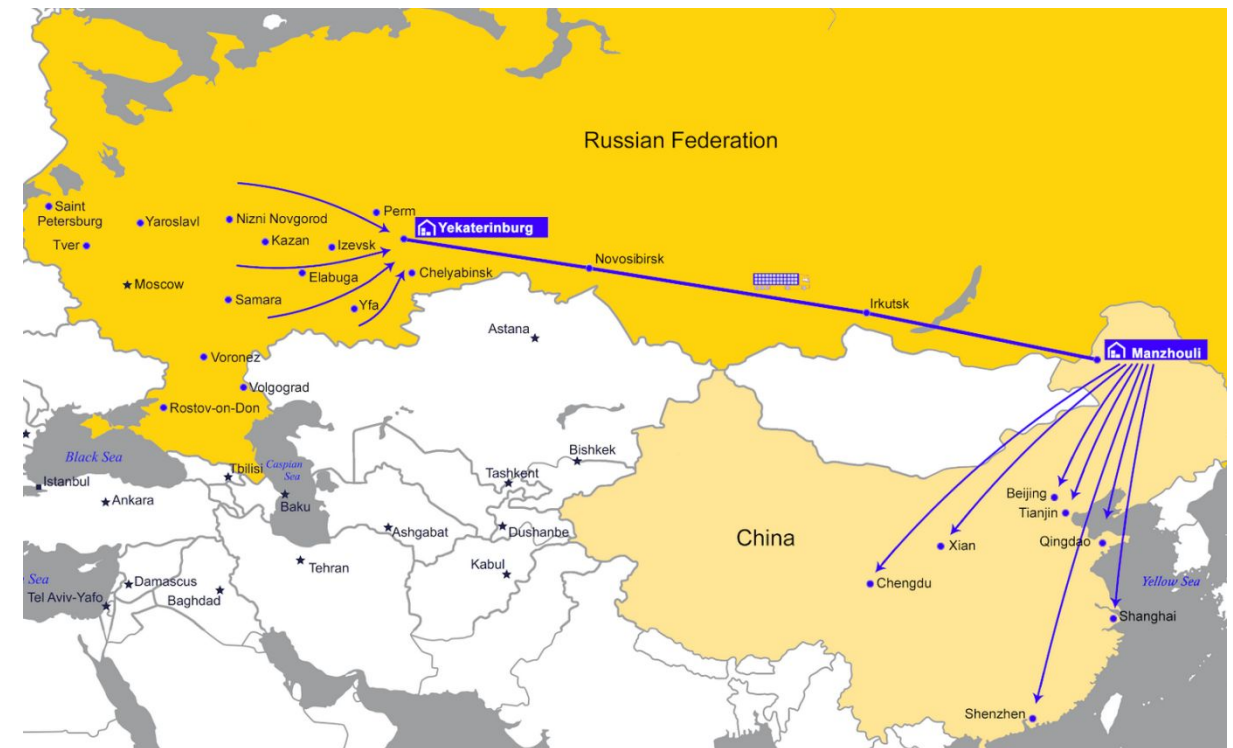 Russian Federation
Saint
Petersburg
Yaroslavl
Nizni Novgorod
Perm
Yekaterinburg
Tver
Kazan
Izevsk
Novosibirsk
Moscow
Elabuga
Chelyabinsk
Samara
Yfa
Irkutsk
Astana
Manzhouli
Voronez
Volgograd
Rostov-on-Don
Black Sea
Tbilisi
Caspian
Sea
Bishkek
Tashkent
Istanbul
Ankara
Baku
Beijing
Tianjin
Ashgabat
Dushanbe
China
Xian
Qingdao
Tehran
Kabul
Sea
Damascus
Chengdu
Yellow Sea
Tel Aviv-Yafo
Baghdad
Shanghai
Shenzhen